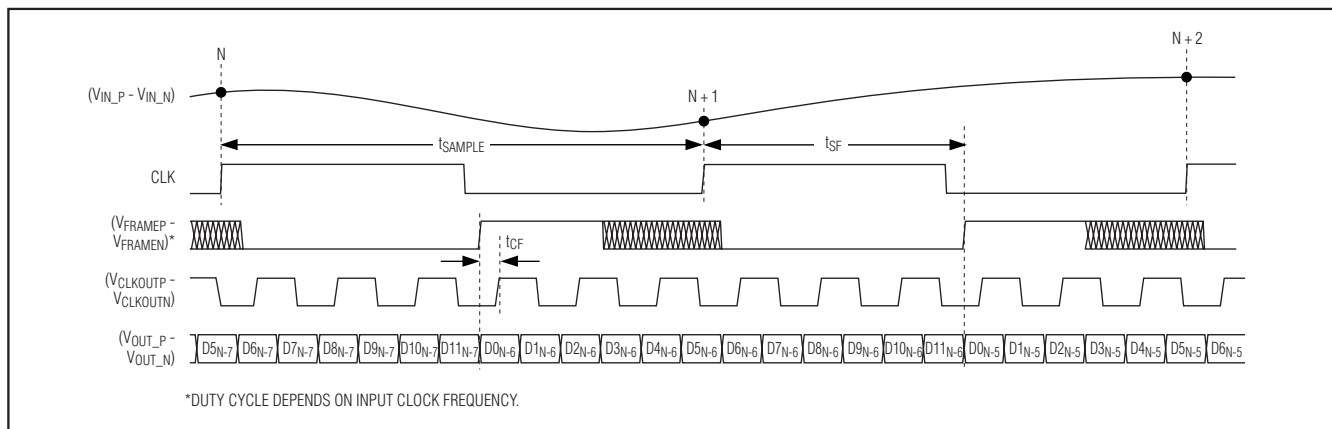 N
N + 1
N + 2
(VIN_P - VIN_N)
tSAMPLE
tSF
CLK
(VFRAMEP -
VFRAMEN)*
tCF
(VCLKOUTP -
VCLKOUTN)
(VOUT_P -
VOUT_N)
D5N-7 D6N-7 D7N-7 D8N-7 D9N-7 D10N-7 D11N-7 D0N-6 D1N-6 D2N-6 D3N-6 D4N-6 D5N-6 D6N-6 D7N-6 D8N-6 D9N-6 D10N-6 D11N-6 D0N-5 D1N-5 D2N-5 D3N-5 D4N-5 D5N-5 D6N-5
*DUTY CYCLE DEPENDS ON INPUT CLOCK FREQUENCY.